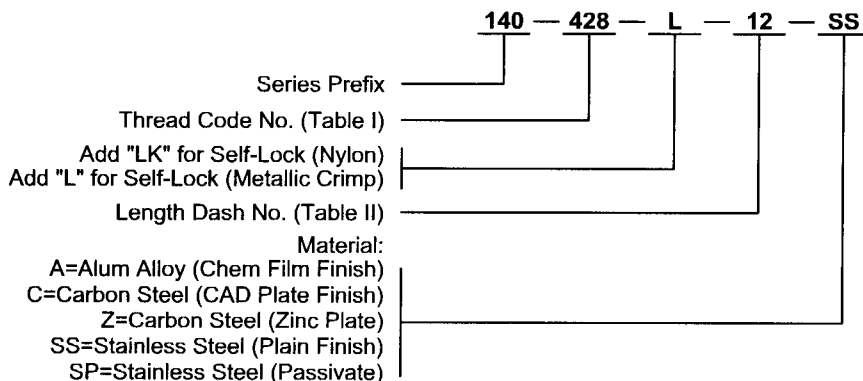 140 — 428 — L — 12 — SS
Series Prefix
Thread Code No. (Table I)
Add "LK" for Self-Lock (Nylon)
Add "L" for Self-Lock (Metallic Crimp)
Length Dash No. (Table II)
Material:
A=Alum Alloy (Chem Film Finish)
C=Carbon Steel (CAD Plate Finish)
Z=Carbon Steel (Zinc Plate)
SS=Stainless Steel (Plain Finish)
SP=Stainless Steel (Passivate)